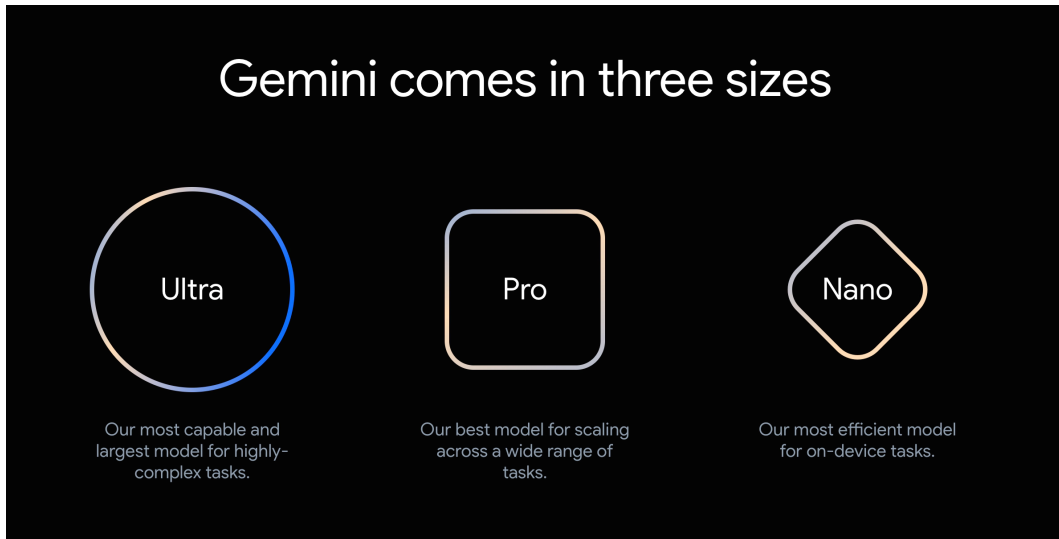 Gemini comes in three sizes
Ultra
Our most capable and
largest model for highly-
complex tasks.
Pro
Our best model for scaling
across a wide range of
tasks.
Nano
Our most efficient model
for on-device tasks.